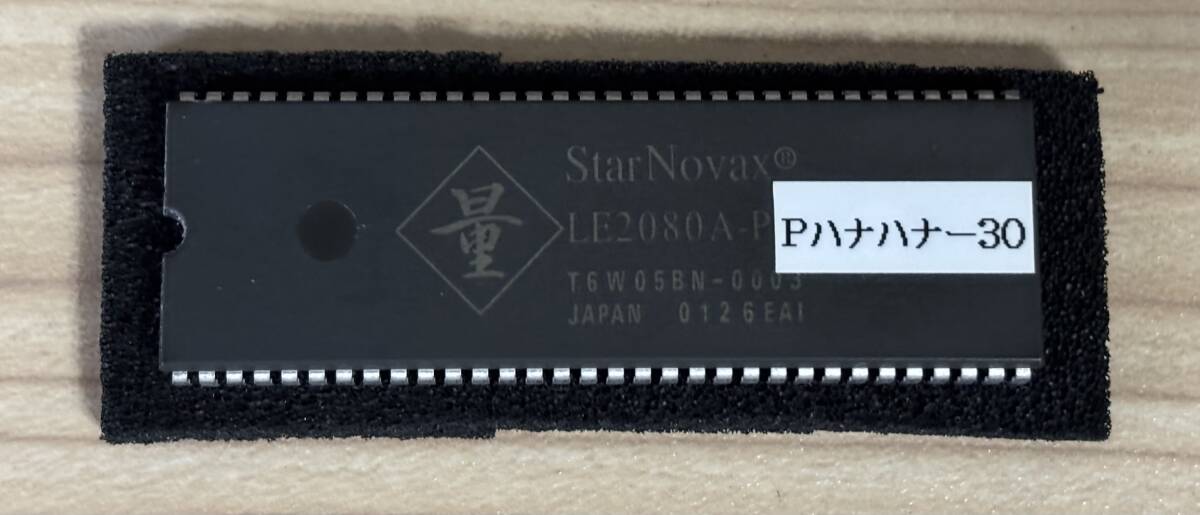 量
StarNovax®
LE2080A-P
Pハナハナー30
T6W05BN-0003
JAPAN 0126EAI